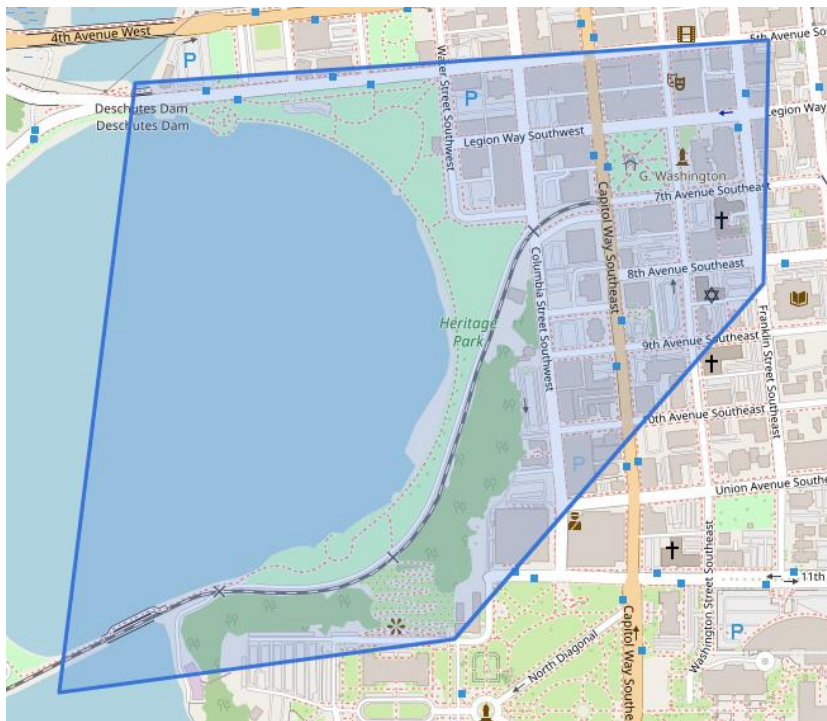 4th Avenue West
5th Avenue Sou
P
Water Street Southwest
P
Deschutes Dam
Deschutes Dam
Legion Way Southwest
Legion Way
G. Washington
7th Avenue Southeast
Capitol Way Southeast
Columbia Street Southwest
8th Avenue Southeast
Heritage
Park
Franklin Street Southeast
9th Avenue Southeast
10th Avenue Southeast
P
Union Avenue Southe
Washington Street Southeast
11th
Capitol Way Southe
P
North Diagonal